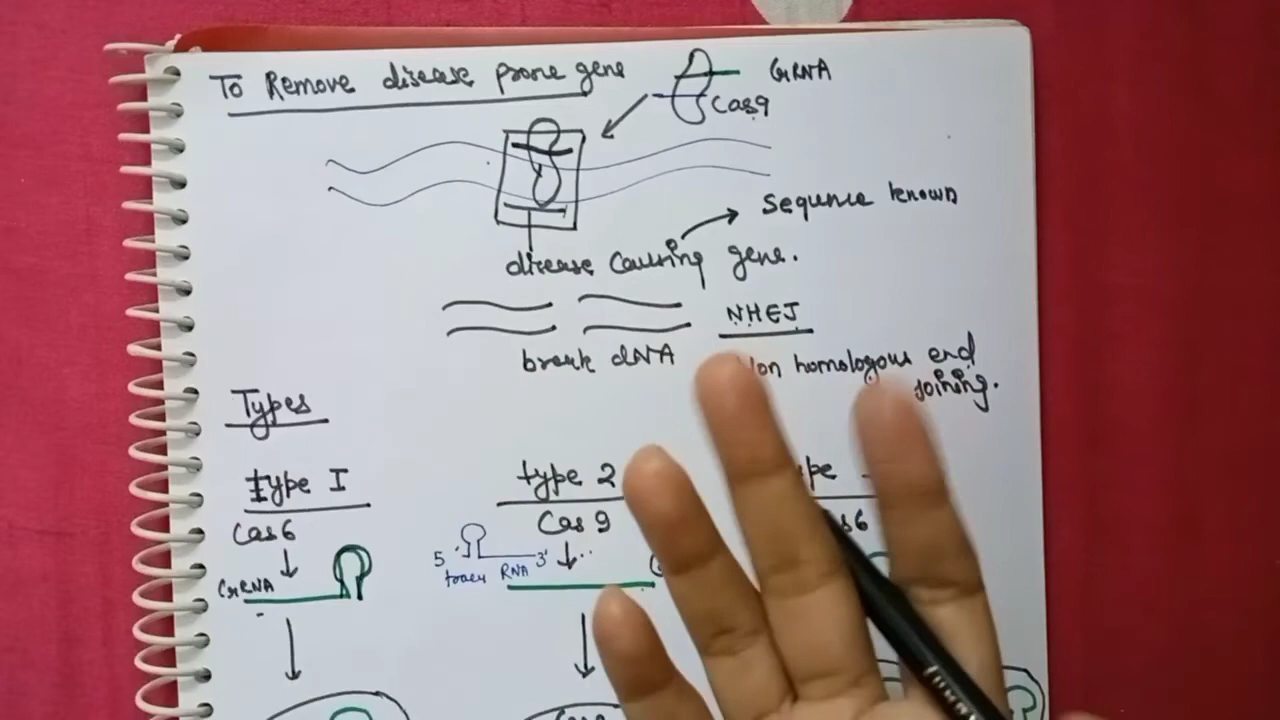 To Remove disease prone gene
GRNA
Cas9
Sequence known
disease Causing gene.
NHEJ
break dNA
Non homologous end
Joining.
Types
type I
type 2
Cas6
Cas 9
5'
3'
tracr RNA
CrRNA
Cas9